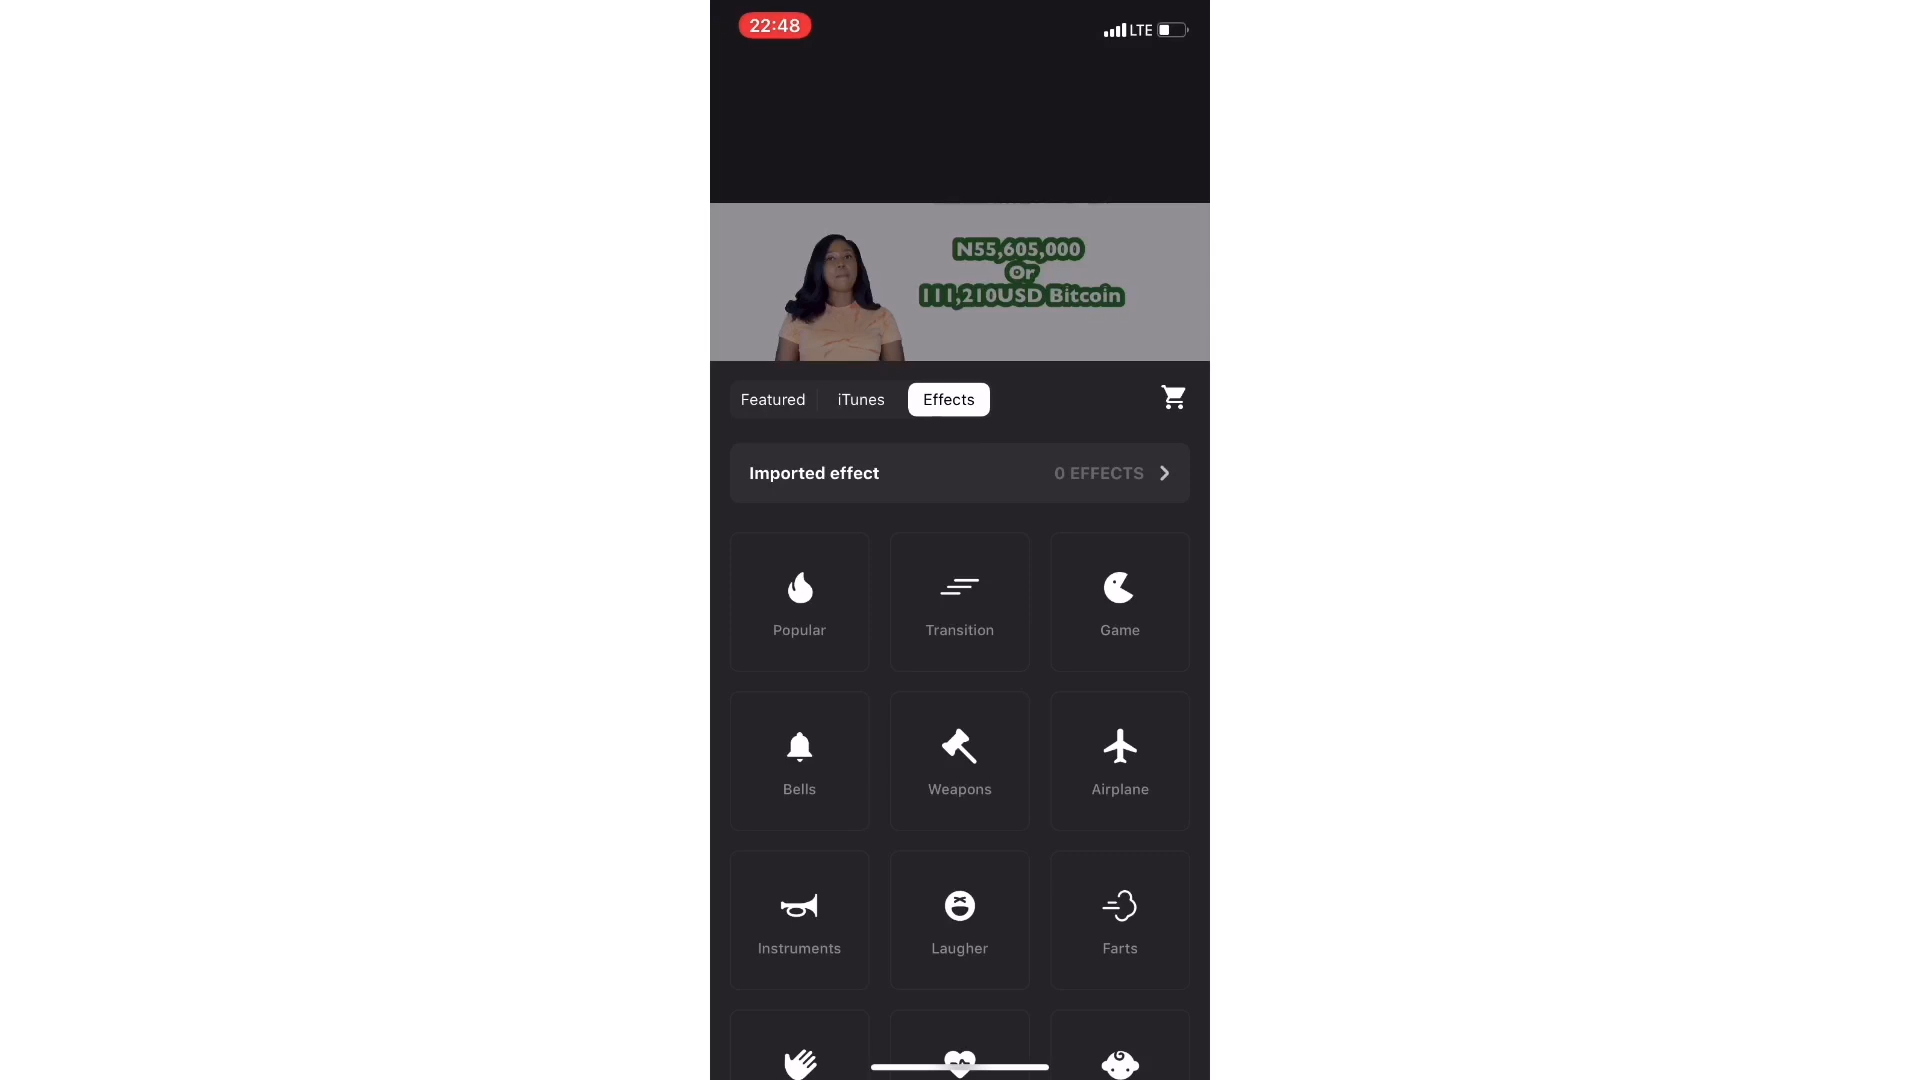 22:48
LTE
N55,605,000
Or
111,210USD Bitcoin
Featured
iTunes
Effects
Imported effect
0 EFFECTS
Popular
Transition
Game
Bells
Weapons
Airplane
Instruments
Laugher
Farts